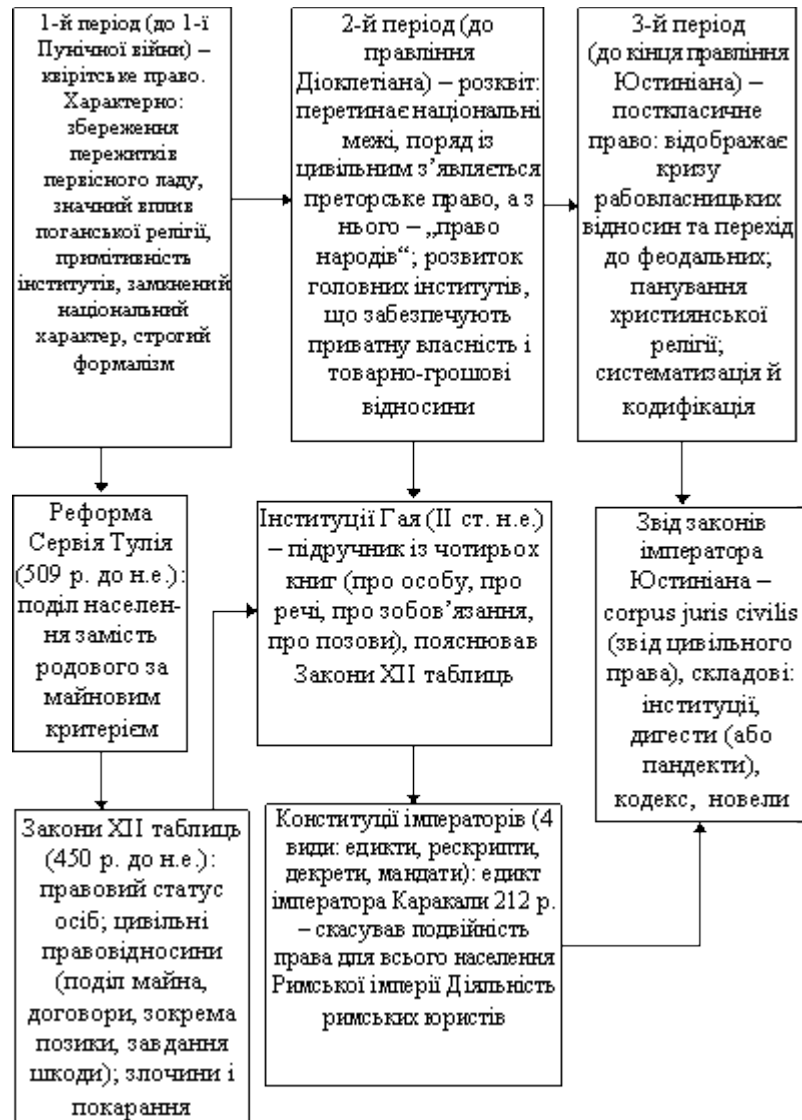 1-й період (до 1-ї
Пунічної війни) –
квірітське право.
Характерно:
збереження
пережитків
первісного ладу,
значний вплив
поганської релігії,
примітивність
інститутів, замкнений
національний
характер, строгий
формалізм
2-й період (до
правління
Діоклетіана) – розквіт:
перетинає національні
межі, поряд із
цивільним з’являється
преторське право, а з
нього – „право
народів“; розвиток
головних інститутів,
що забезпечують
приватну власність і
товарно-грошові
відносини
3-й період
(до кінця правління
Юстиніана) –
посткласичне
право: відображає
кризу
рабовласницьких
відносин та перехід
до феодальних;
панування
християнської
релігії;
систематизація й
кодифікація
Реформа
Сервія Тулія
(509 р. до н.е.):
поділ населен-
ня замість
родового за
майновим
критерієм
Інституції Гая (II ст. н.е.)
– підручник із чотирьох
книг (про особу, про
речі, про зобов’язання,
про позови), пояснював
Закони XII таблиць
Звід законів
імператора
Юстиніана –
corpus juris civilis
(звід цивільного
права), складові:
інституції,
дигести (або
пандекти),
кодекс, новели
Закони XII таблиць
(450 р. до н.е.):
правовий статус
осіб; цивільні
правовідносини
(поділ майна,
договори, зокрема
позики, завдання
шкоди); злочини і
покарання
Конституції імператорів (4
види: едикти, рескрипти,
декрети, мандати): едикт
імператора Каракали 212 р.
– скасував подвійність
права для всього населення
Римської імперії Діяльність
римських юристів